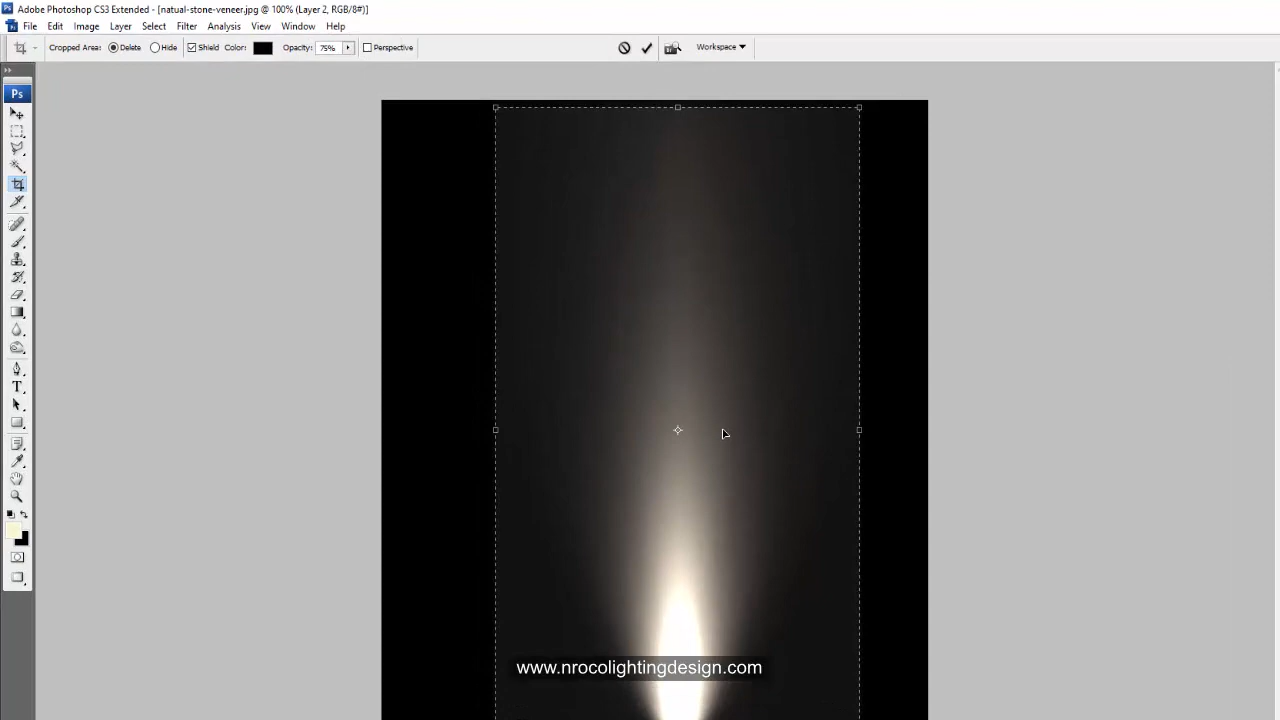 Adobe Photoshop CS3 Extended - [natual-stone-veneer.jpg @ 100% (Layer 2, RGB/8#)]
File Edit Image Layer Select Filter Analysis View Window Help
Cropped Area: Delete Hide Shield Color: Opacity: 75% Perspective Workspace
Ps
T
www.nrocolightingdesign.com